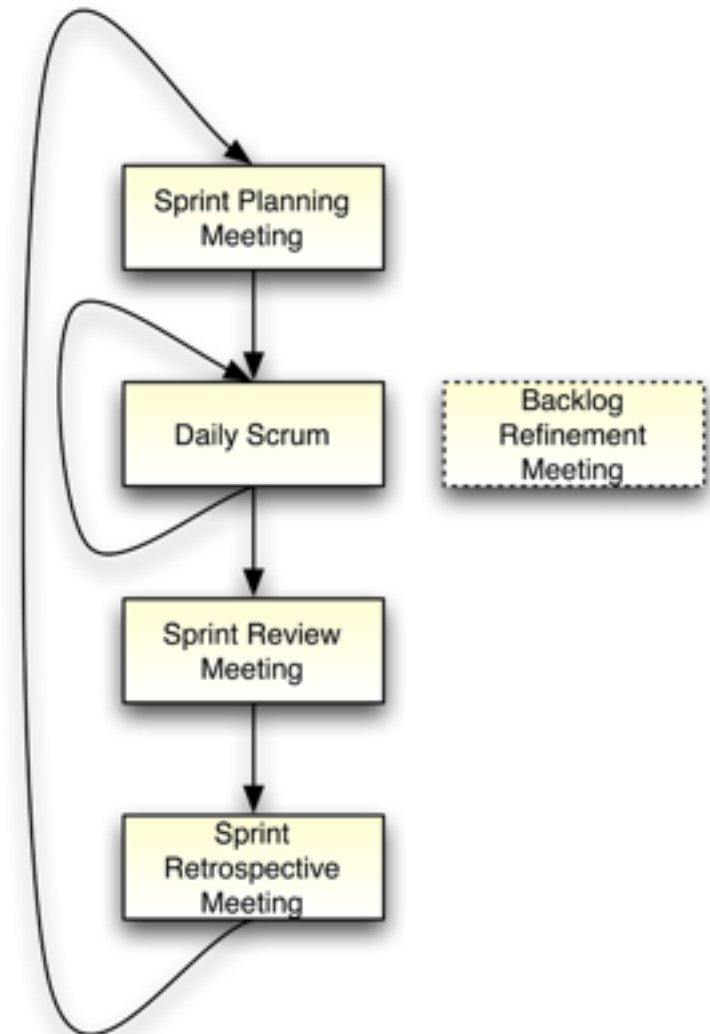 Sprint Planning
Meeting
Daily Scrum
Backlog
Refinement
Meeting
Sprint Review
Meeting
Sprint
Retrospective
Meeting